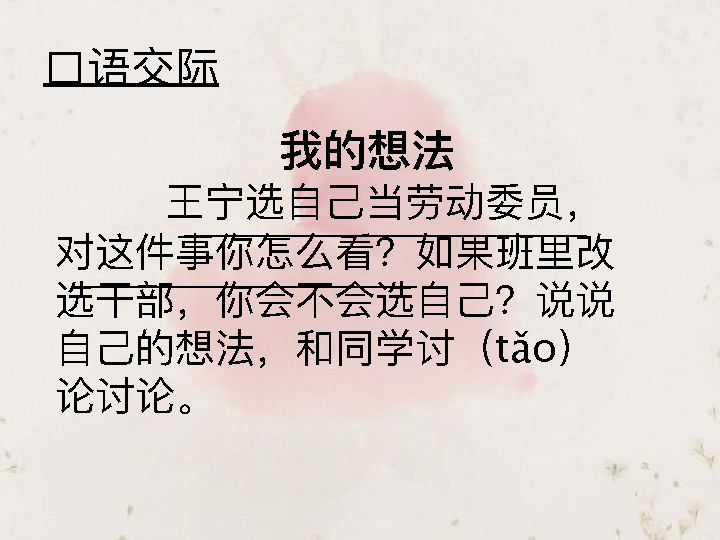 口语交际
我的想法
王宁选自己当劳动委员，
对这件事你怎么看？如果班里改
选干部，你会不会选自己？说说
自己的想法，和同学讨（tǎo）
论讨论。